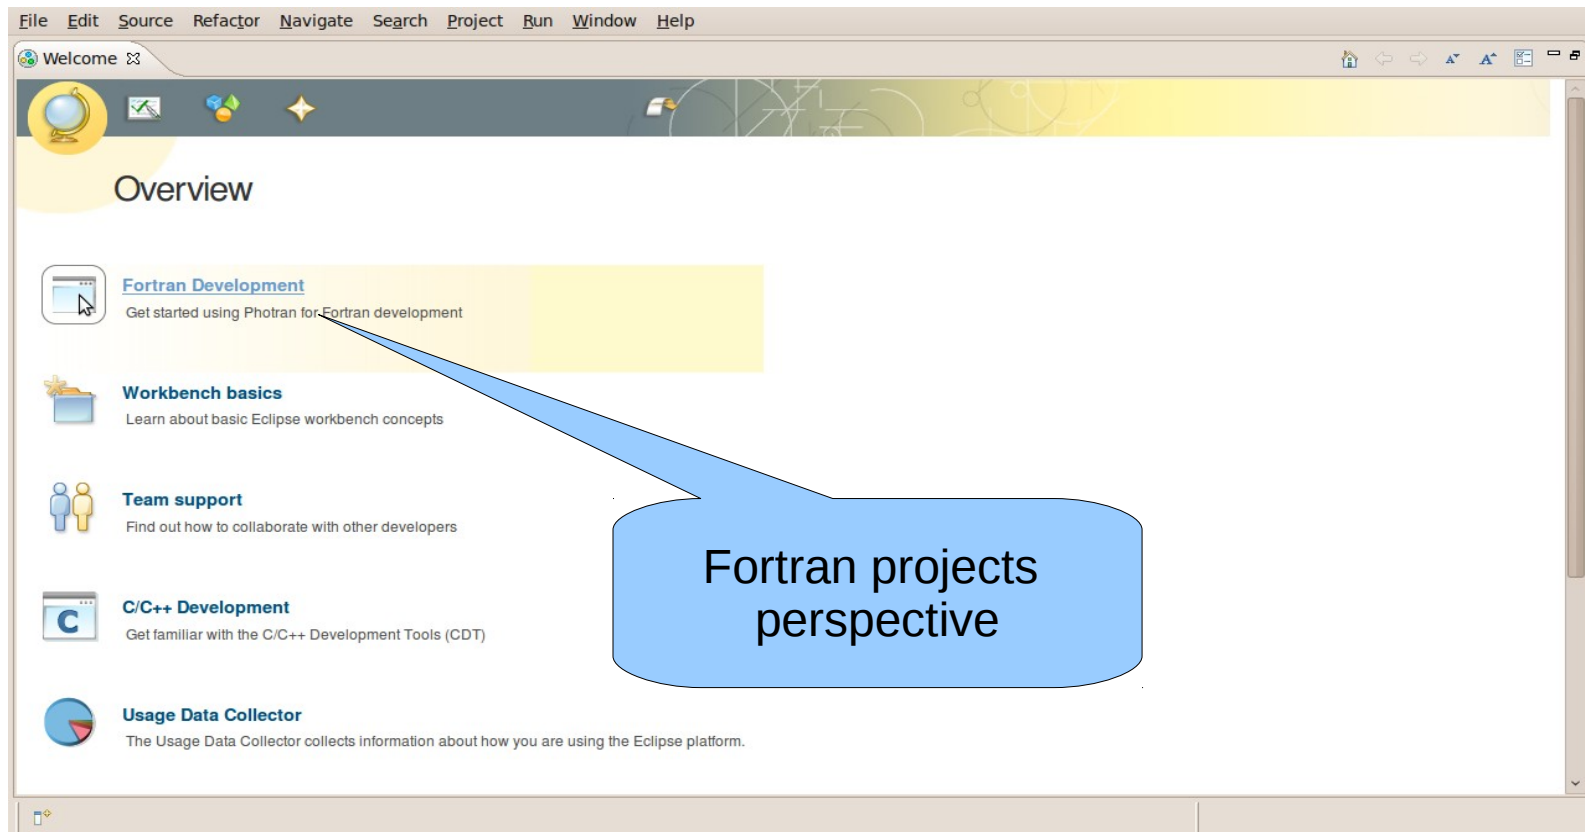 File Edit Source Refactor Navigate Search Project Run Window Help
Welcome
Overview
Fortran Development
Get started using Photran for Fortran development
Workbench basics
Learn about basic Eclipse workbench concepts
Team support
Find out how to collaborate with other developers
Fortran projects
perspective
C/C++ Development
Get familiar with the C/C++ Development Tools (CDT)
Usage Data Collector
The Usage Data Collector collects information about how you are using the Eclipse platform.